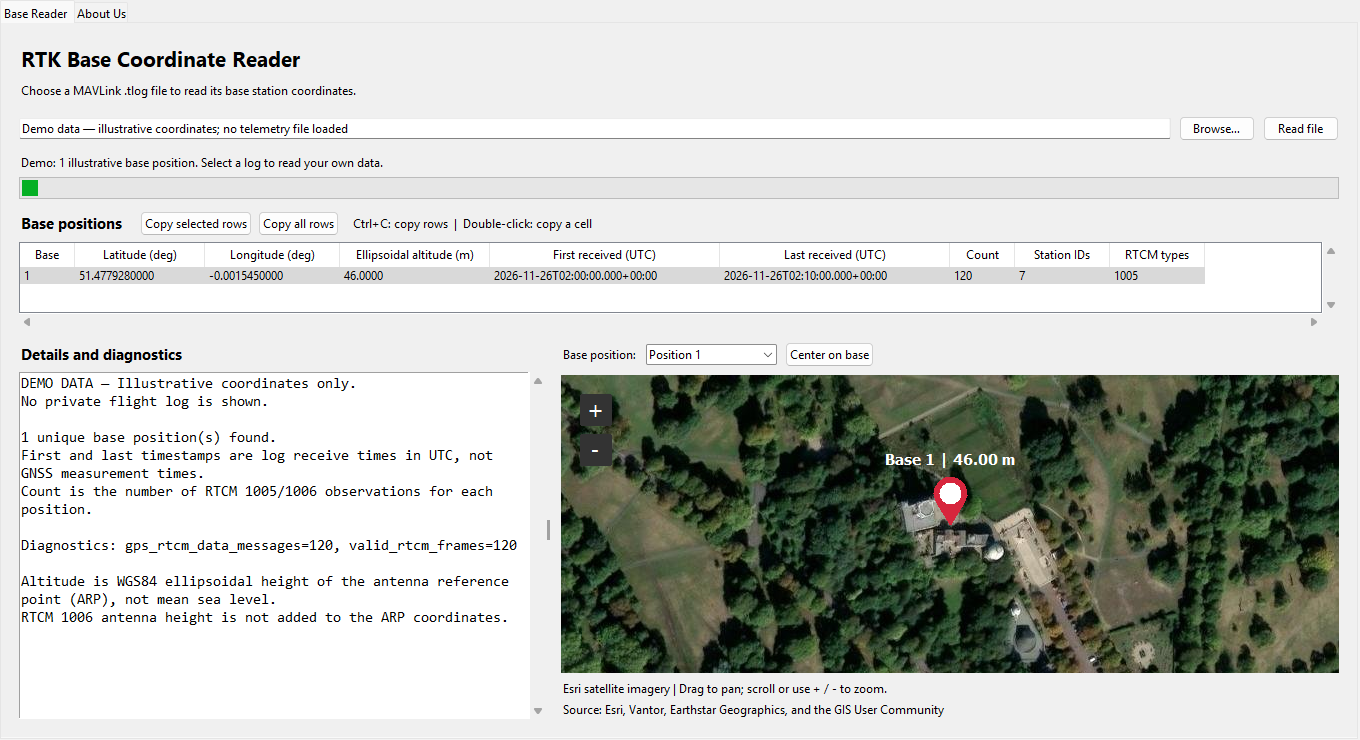 Base Reader About Us
RTK Base Coordinate Reader
Choose a MAVLink .tlog file to read its base station coordinates.
Demo data — illustrative coordinates; no telemetry file loaded Browse... Read file
Demo: 1 illustrative base position. Select a log to read your own data.
Base positions Copy selected rows Copy all rows Ctrl+C: copy rows | Double-click: copy a cell
Base Latitude (deg) Longitude (deg) Ellipsoidal altitude (m) First received (UTC) Last received (UTC) Count Station IDs RTCM types
1 51.4779280000 -0.0015450000 46.0000 2026-11-26T02:00:00.000+00:00 2026-11-26T02:10:00.000+00:00 120 7 1005
Details and diagnostics
DEMO DATA — Illustrative coordinates only.
No private flight log is shown.
1 unique base position(s) found.
First and last timestamps are log receive times in UTC, not
GNSS measurement times.
Count is the number of RTCM 1005/1006 observations for each
position.
Diagnostics: gps_rtcm_data_messages=120, valid_rtcm_frames=120
Altitude is WGS84 ellipsoidal height of the antenna reference
point (ARP), not mean sea level.
RTCM 1006 antenna height is not added to the ARP coordinates.
Base position: Position 1 Center on base
+
-
Base 1 | 46.00 m
Esri satellite imagery | Drag to pan; scroll or use + / - to zoom.
Source: Esri, Vantor, Earthstar Geographics, and the GIS User Community